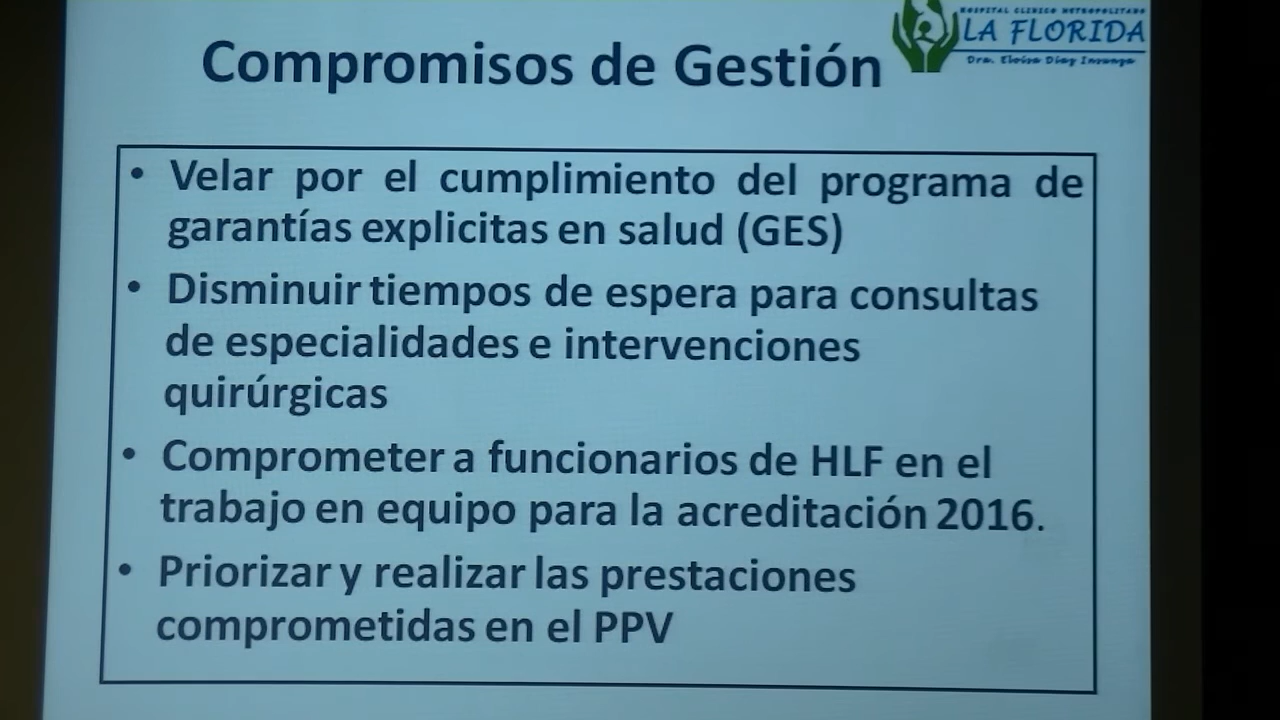 HOSPITAL CLINICO METROPOLITANO
LA FLORIDA
Dra. Eloisa Diaz Insunza
Compromisos de Gestión
• Velar por el cumplimiento del programa de
garantías explicitas en salud (GES)
• Disminuir tiempos de espera para consultas
de especialidades e intervenciones
quirúrgicas
• Comprometer a funcionarios de HLF en el
trabajo en equipo para la acreditación 2016.
• Priorizar y realizar las prestaciones
comprometidas en el PPV